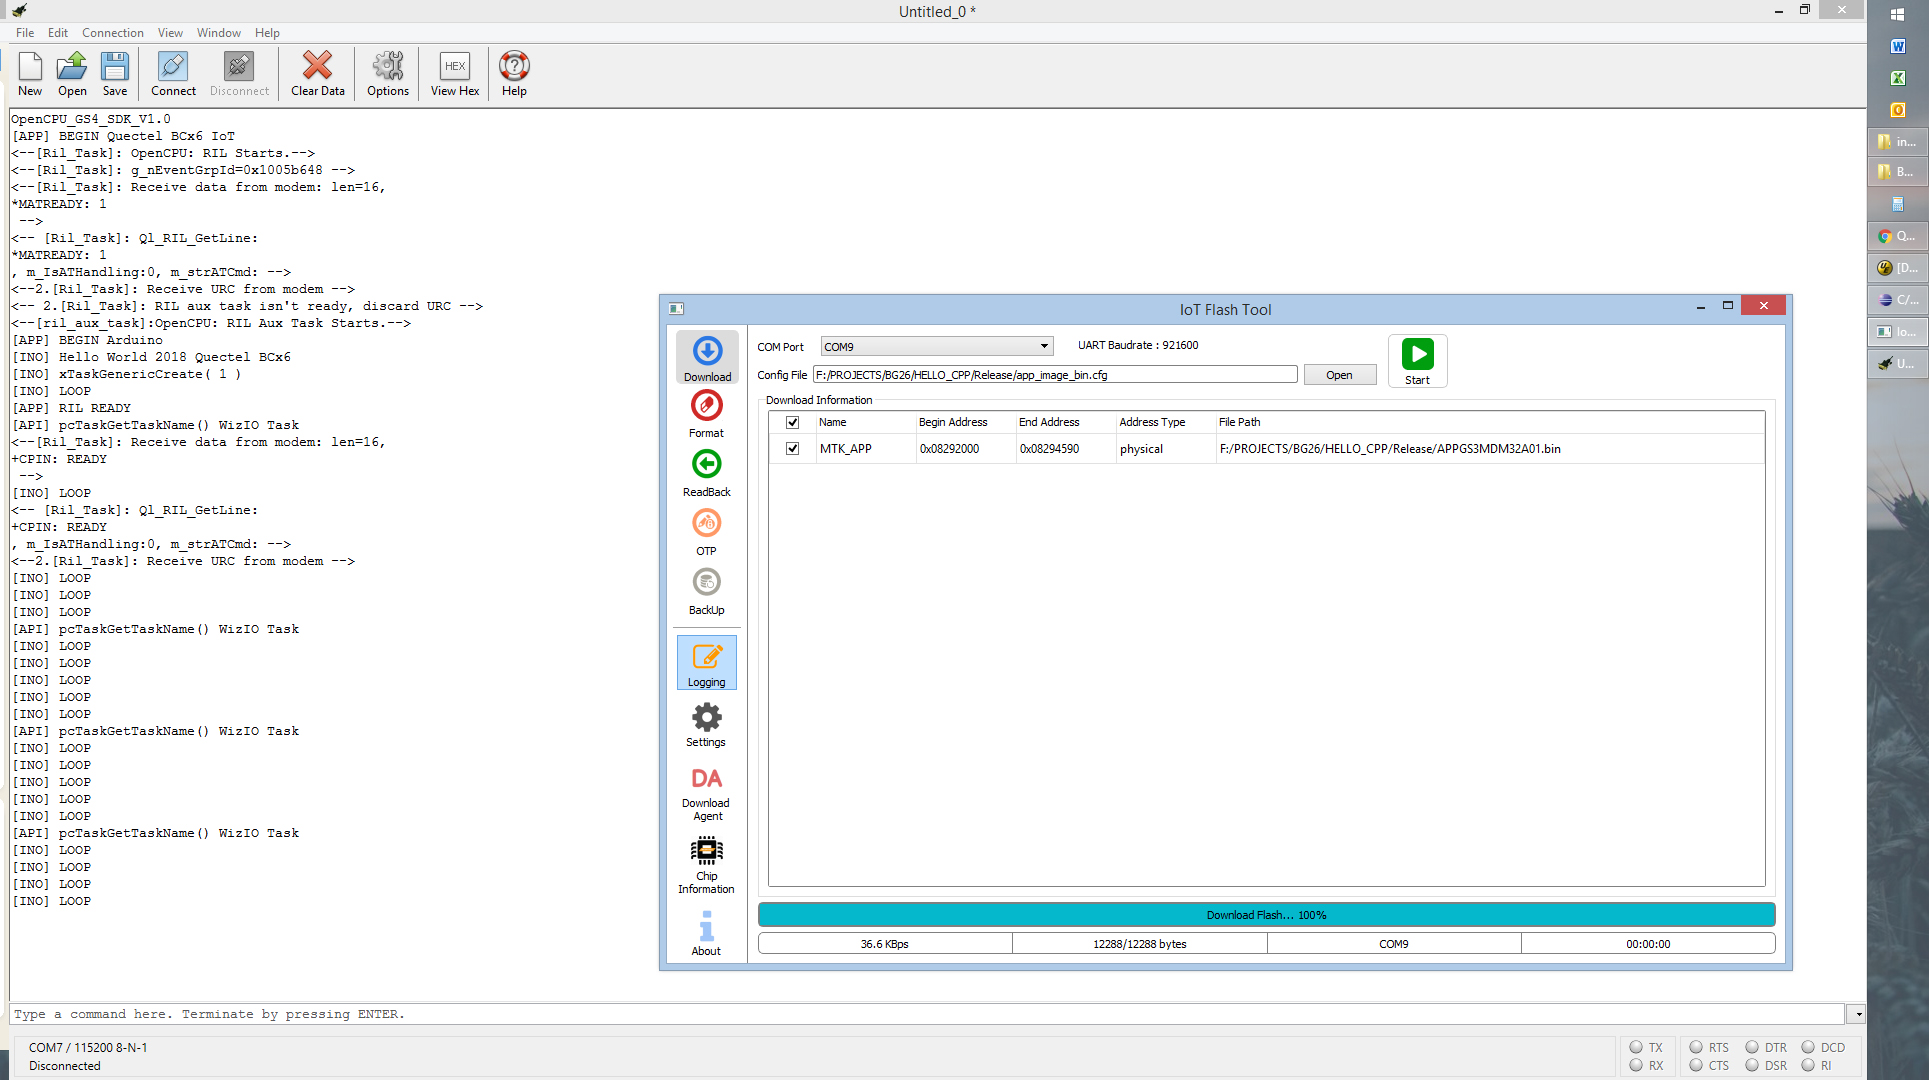 Untitled_0 *
File Edit Connection View Window Help
New Open Save Connect Disconnect Clear Data Options HEX View Hex Help
OpenCPU_GS4_SDK_V1.0
[APP] BEGIN Quectel BCx6 IoT
<--[Ril_Task]: OpenCPU: RIL Starts.-->
<--[Ril_Task]: g_nEventGrpId=0x1005b648 -->
<--[Ril_Task]: Receive data from modem: len=16,
*MATREADY: 1
-->
<-- [Ril_Task]: Ql_RIL_GetLine:
*MATREADY: 1
, m_IsATHandling:0, m_strATCmd: -->
<--2.[Ril_Task]: Receive URC from modem -->
<-- 2.[Ril_Task]: RIL aux task isn't ready, discard URC -->
<--[ril_aux_task]:OpenCPU: RIL Aux Task Starts.-->
[APP] BEGIN Arduino
[INO] Hello World 2018 Quectel BCx6
[INO] xTaskGenericCreate( 1 )
[INO] LOOP
[APP] RIL READY
[API] pcTaskGetTaskName() WizIO Task
<--[Ril_Task]: Receive data from modem: len=16,
+CPIN: READY
-->
[INO] LOOP
<-- [Ril_Task]: Ql_RIL_GetLine:
+CPIN: READY
, m_IsATHandling:0, m_strATCmd: -->
<--2.[Ril_Task]: Receive URC from modem -->
[INO] LOOP
[INO] LOOP
[INO] LOOP
[API] pcTaskGetTaskName() WizIO Task
[INO] LOOP
[INO] LOOP
[INO] LOOP
[INO] LOOP
[INO] LOOP
[API] pcTaskGetTaskName() WizIO Task
[INO] LOOP
[INO] LOOP
[INO] LOOP
[INO] LOOP
[INO] LOOP
[API] pcTaskGetTaskName() WizIO Task
[INO] LOOP
[INO] LOOP
[INO] LOOP
[INO] LOOP
Type a command here. Terminate by pressing ENTER.
COM7 / 115200 8-N-1
Disconnected
TX RTS DTR DCD
RX CTS DSR RI
IoT Flash Tool
Download
Format
ReadBack
OTP
BackUp
Logging
Settings
DA
Download
Agent
Chip
Information
About
COM Port COM9 UART Baudrate : 921600
Config File F:/PROJECTS/BG26/HELLO_CPP/Release/app_image_bin.cfg Open Start
Download Information
Name Begin Address End Address Address Type File Path
MTK_APP 0x08292000 0x08294590 physical F:/PROJECTS/BG26/HELLO_CPP/Release/APPGS3MDM32A01.bin
Download Flash... 100%
36.6 KBps 12288/12288 bytes COM9 00:00:00
in...
B...
Q...
[D...
C/...
Io...
U...